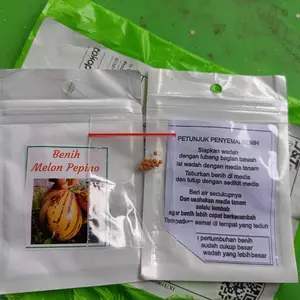 tokop
Benih
Melon Pepino
PETUNJUK PENYEMAI BENIH
Siapkan wadah
dengan lubang bagian bawah
isi wadah dengan media tanam
Taburkan benih di media
dan tutup dengan sedikit media
Beri air secukupnya
Dan usahakan media tanam
selalu lembab
agar benih lebih cepat berkecambah
Tempatkan semai di tempat yang teduh
pertumbuhan benih
sudah cukup besar
wadah yang lebih besar